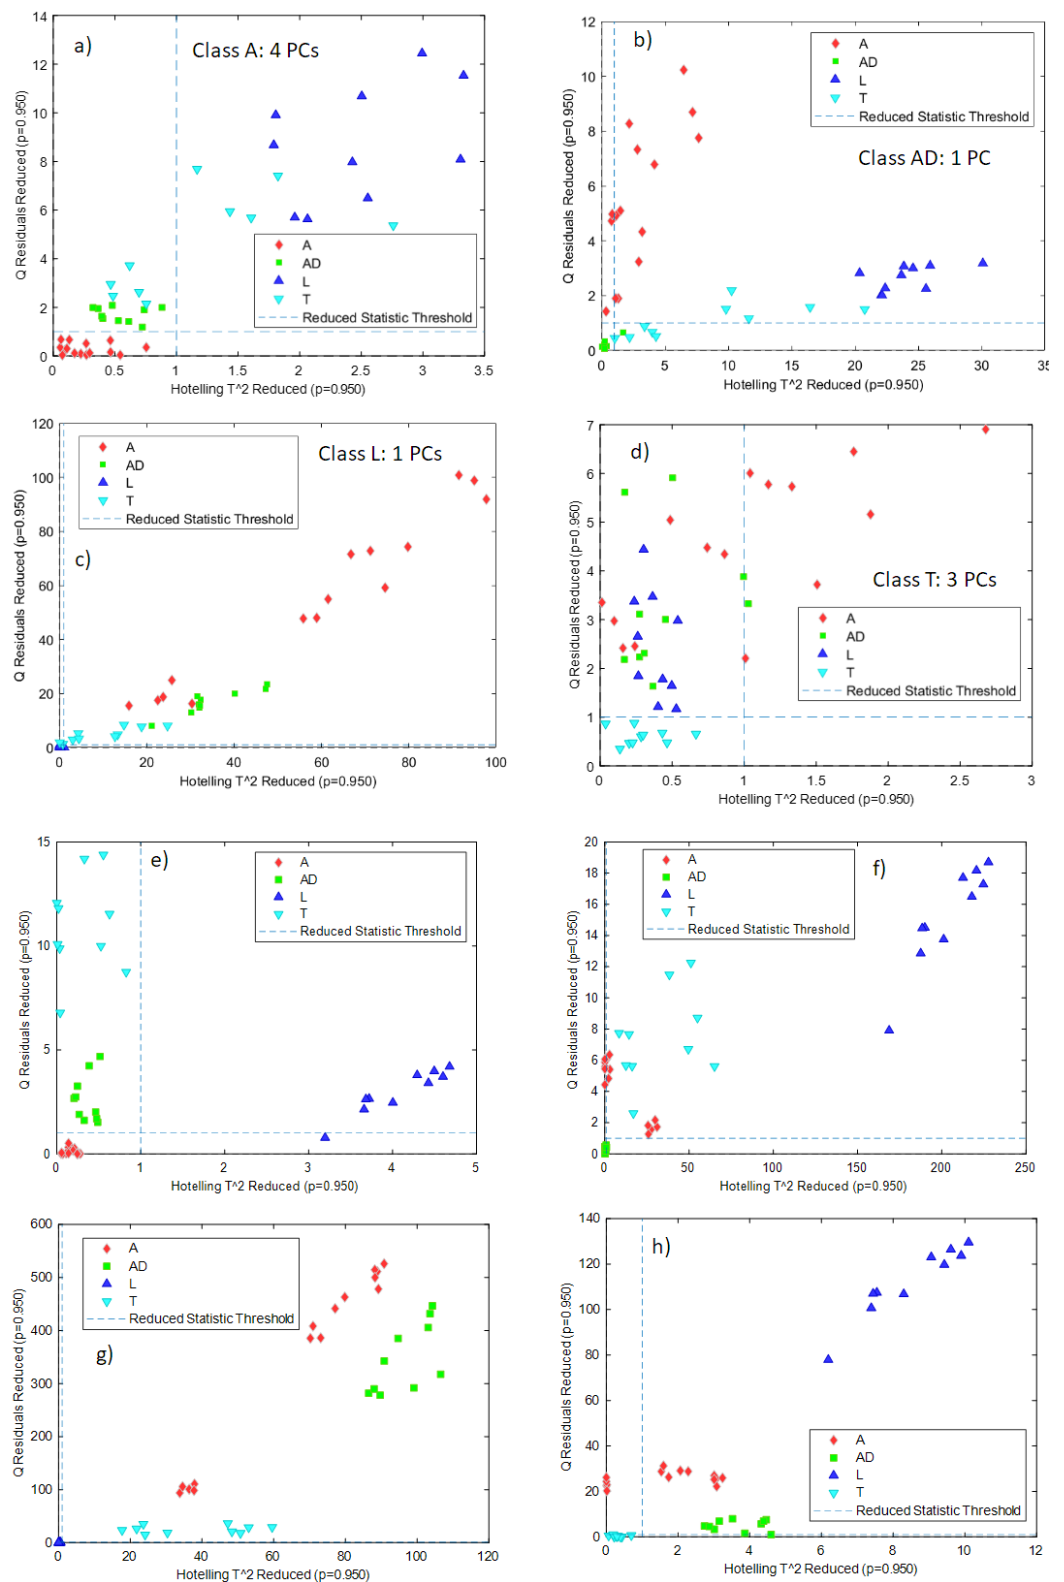 a)
Class A: 4 PCs
14
12
10
8
6
4
2
0
Q Residuals Reduced (p=0.950)
A
AD
L
T
Reduced Statistic Threshold
0 0.5 1 1.5 2 2.5 3 3.5
Hotelling T^2 Reduced (p=0.950)
b)
Class AD: 1 PC
12
10
8
6
4
2
0
Q Residuals Reduced (p=0.950)
A
AD
L
T
Reduced Statistic Threshold
0 5 10 15 20 25 30 35
Hotelling T^2 Reduced (p=0.950)
c)
Class L: 1 PCs
120
100
80
60
40
20
0
Q Residuals Reduced (p=0.950)
A
AD
L
T
Reduced Statistic Threshold
0 20 40 60 80 100
Hotelling T^2 Reduced (p=0.950)
d)
Class T: 3 PCs
7
6
5
4
3
2
1
0
Q Residuals Reduced (p=0.950)
A
AD
L
T
Reduced Statistic Threshold
0 0.5 1 1.5 2 2.5 3
Hotelling T^2 Reduced (p=0.950)
e)
15
10
5
0
Q Residuals Reduced (p=0.950)
A
AD
L
T
Reduced Statistic Threshold
0 1 2 3 4 5
Hotelling T^2 Reduced (p=0.950)
f)
20
18
16
14
12
10
8
6
4
2
0
Q Residuals Reduced (p=0.950)
A
AD
L
T
Reduced Statistic Threshold
0 50 100 150 200 250
Hotelling T^2 Reduced (p=0.950)
g)
600
500
400
300
200
100
0
Q Residuals Reduced (p=0.950)
A
AD
L
T
Reduced Statistic Threshold
0 20 40 60 80 100 120
Hotelling T^2 Reduced (p=0.950)
h)
140
120
100
80
60
40
20
0
Q Residuals Reduced (p=0.950)
A
AD
L
T
Reduced Statistic Threshold
0 2 4 6 8 10 12
Hotelling T^2 Reduced (p=0.950)